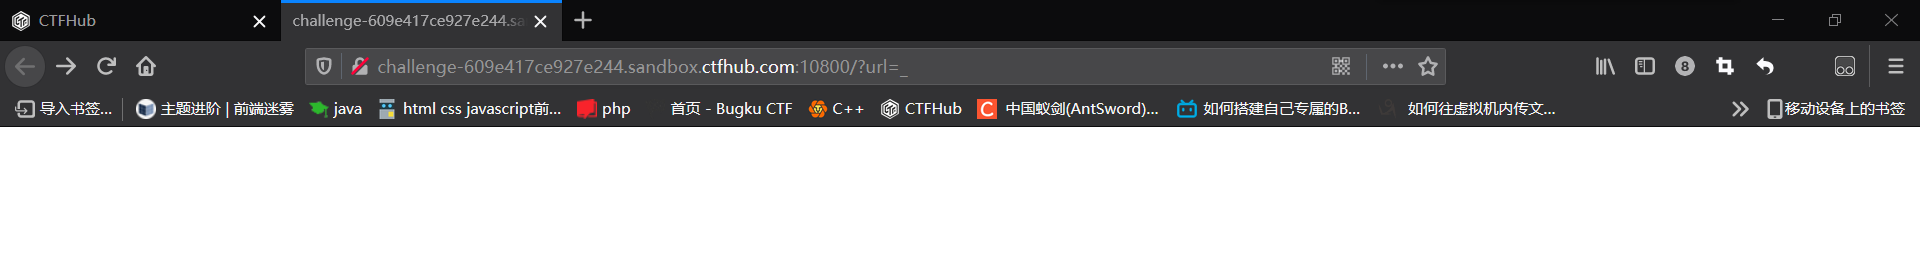 CTFHub challenge-609e417ce927e244.sa
challenge-609e417ce927e244.sandbox.ctfhub.com:10800/?url=_ 8
导入书签... 主题进阶 | 前端迷雾 java html css javascript前... php 首页 - Bugku CTF C++ CTFHub 中国蚁剑(AntSword)... 如何搭建自己专属的B... 如何往虚拟机内传文... 移动设备上的书签